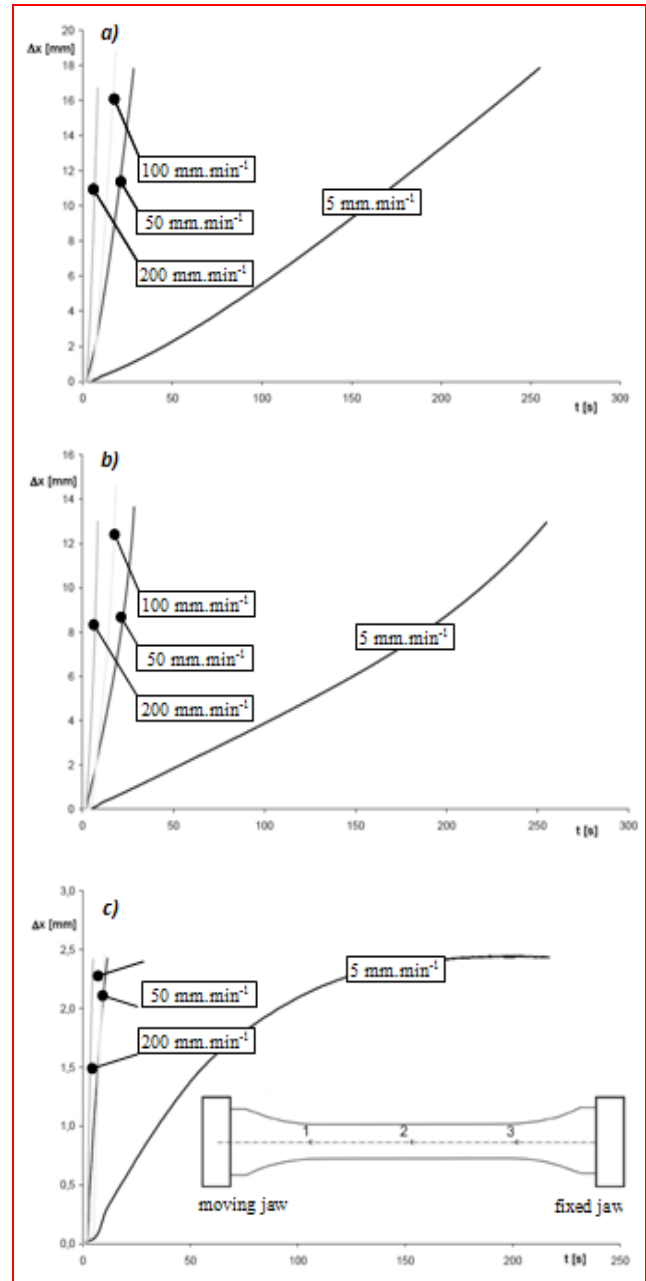 a)
Δx [mm]
20
18
16
14
12
10
8
6
4
2
0
100 mm.min⁻¹
50 mm.min⁻¹
200 mm.min⁻¹
5 mm.min⁻¹
0 50 100 150 200 250 300
t [s]
b)
Δx [mm]
16
14
12
10
8
6
4
2
0
100 mm.min⁻¹
50 mm.min⁻¹
200 mm.min⁻¹
5 mm.min⁻¹
0 50 100 150 200 250 300
t [s]
c)
Δx [mm]
3,0
2,5
2,0
1,5
1,0
0,5
0,0
50 mm.min⁻¹
200 mm.min⁻¹
5 mm.min⁻¹
1 2 3
moving jaw fixed jaw
0 50 100 150 200 250
t [s]